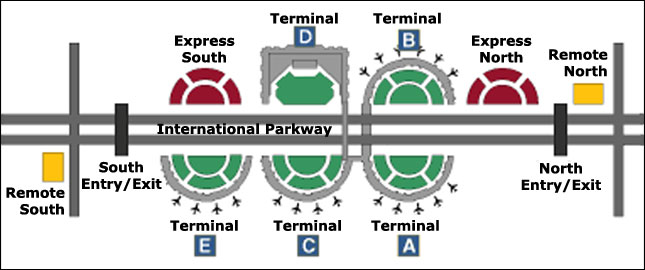 Terminal
D
Terminal
B
Express
South
Express
North
Remote
North
International Parkway
South
Entry/Exit
North
Entry/Exit
Remote
South
Terminal
E
Terminal
C
Terminal
A